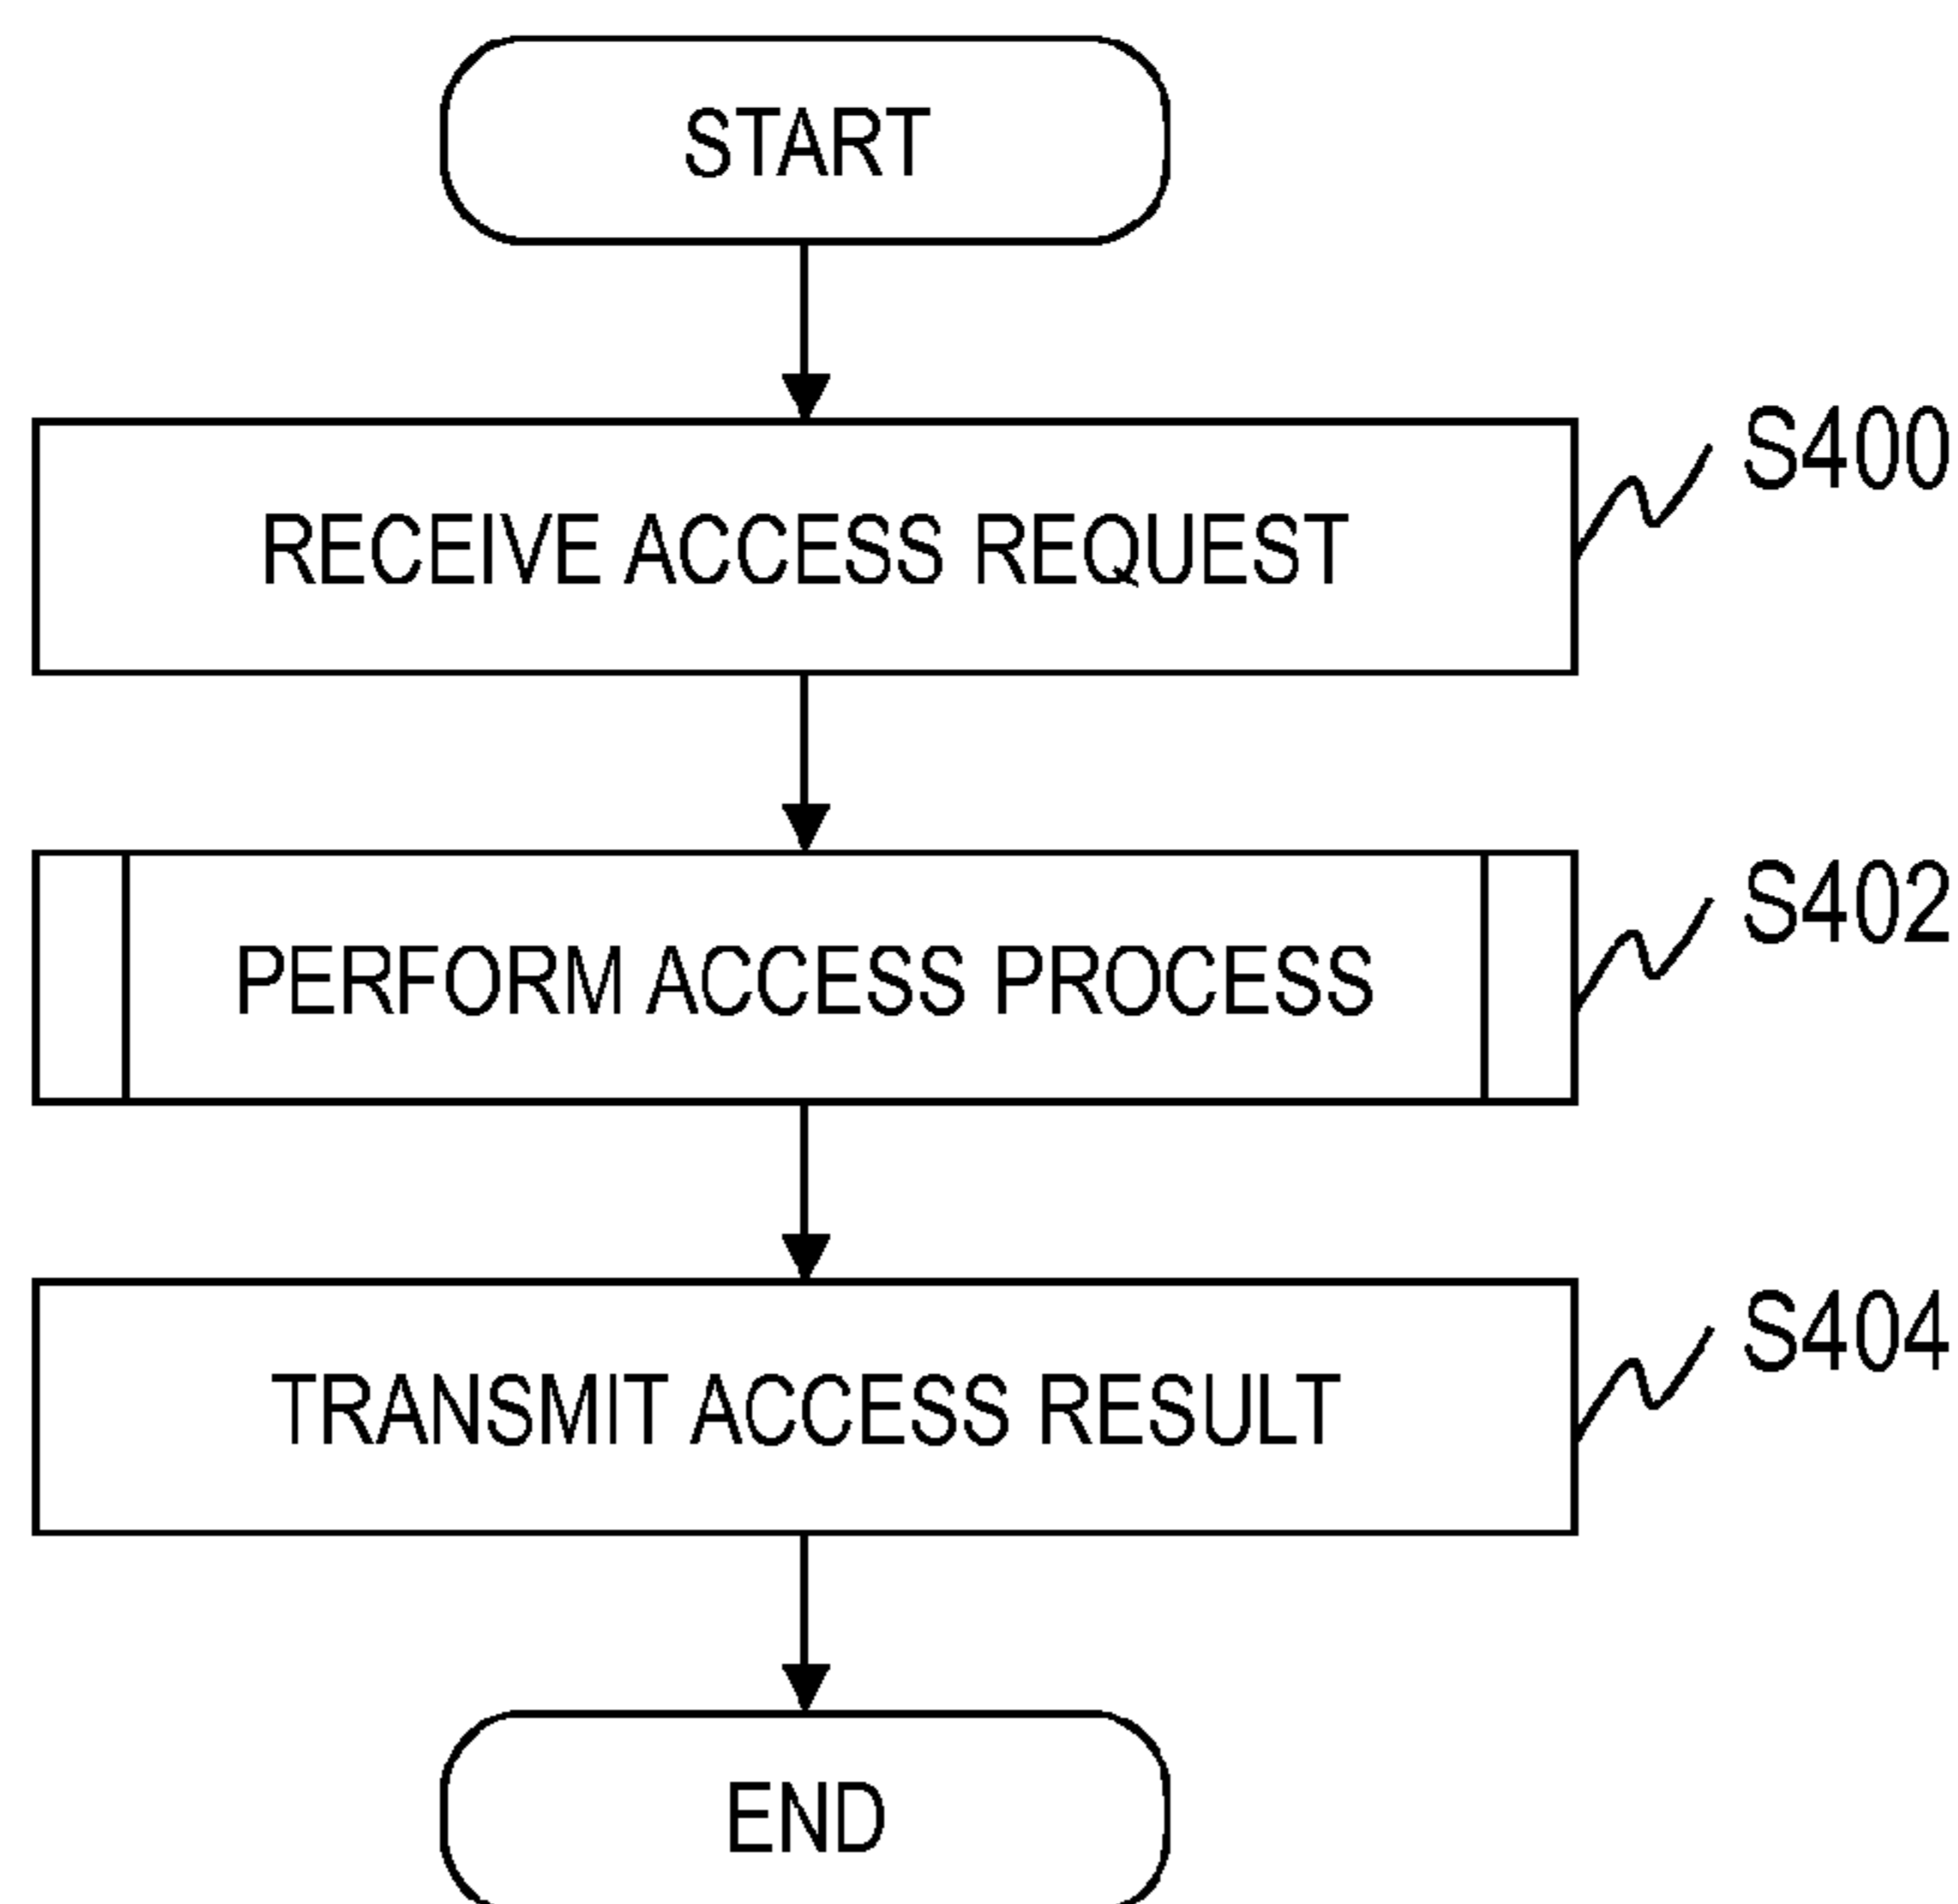 START
RECEIVE ACCESS REQUEST
S400
PERFORM ACCESS PROCESS
S402
TRANSMIT ACCESS RESULT
S404
END